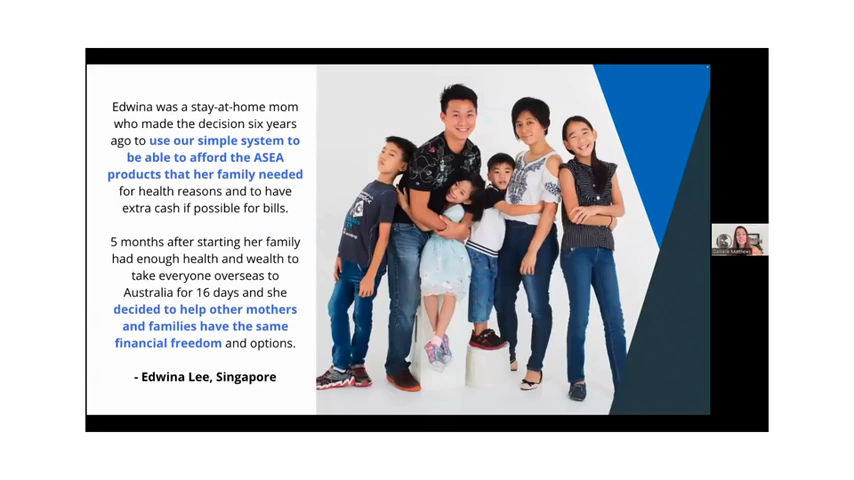 Edwina was a stay-at-home mom
who made the decision six years
ago to use our simple system to
be able to afford the ASEA
products that her family needed
for health reasons and to have
extra cash if possible for bills.
5 months after starting her family
had enough health and wealth to
take everyone overseas to
Australia for 16 days and she
decided to help other mothers
and families have the same
financial freedom and options.
- Edwina Lee, Singapore